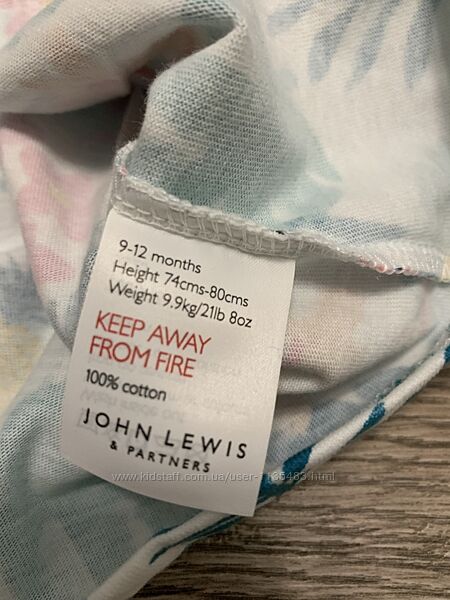 9-12 months
Height 74cms-80cms
Weight 9.9kg/21lb 8oz
KEEP AWAY
FROM FIRE
100% cotton
JOHN LEWIS
& PARTNERS